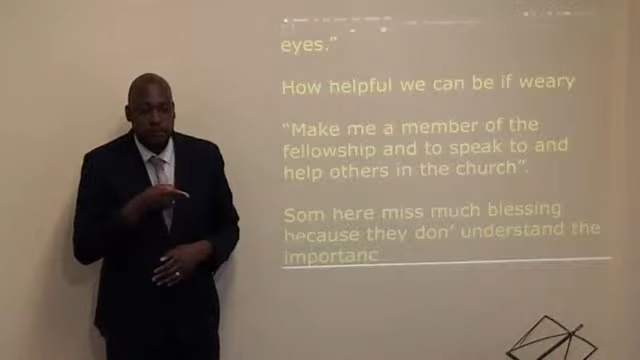 eyes."
How helpful we can be if weary
"Make me a member of the
fellowship and to speak to and
help others in the church".
Som here miss much blessing
because they don' understand the
importanc